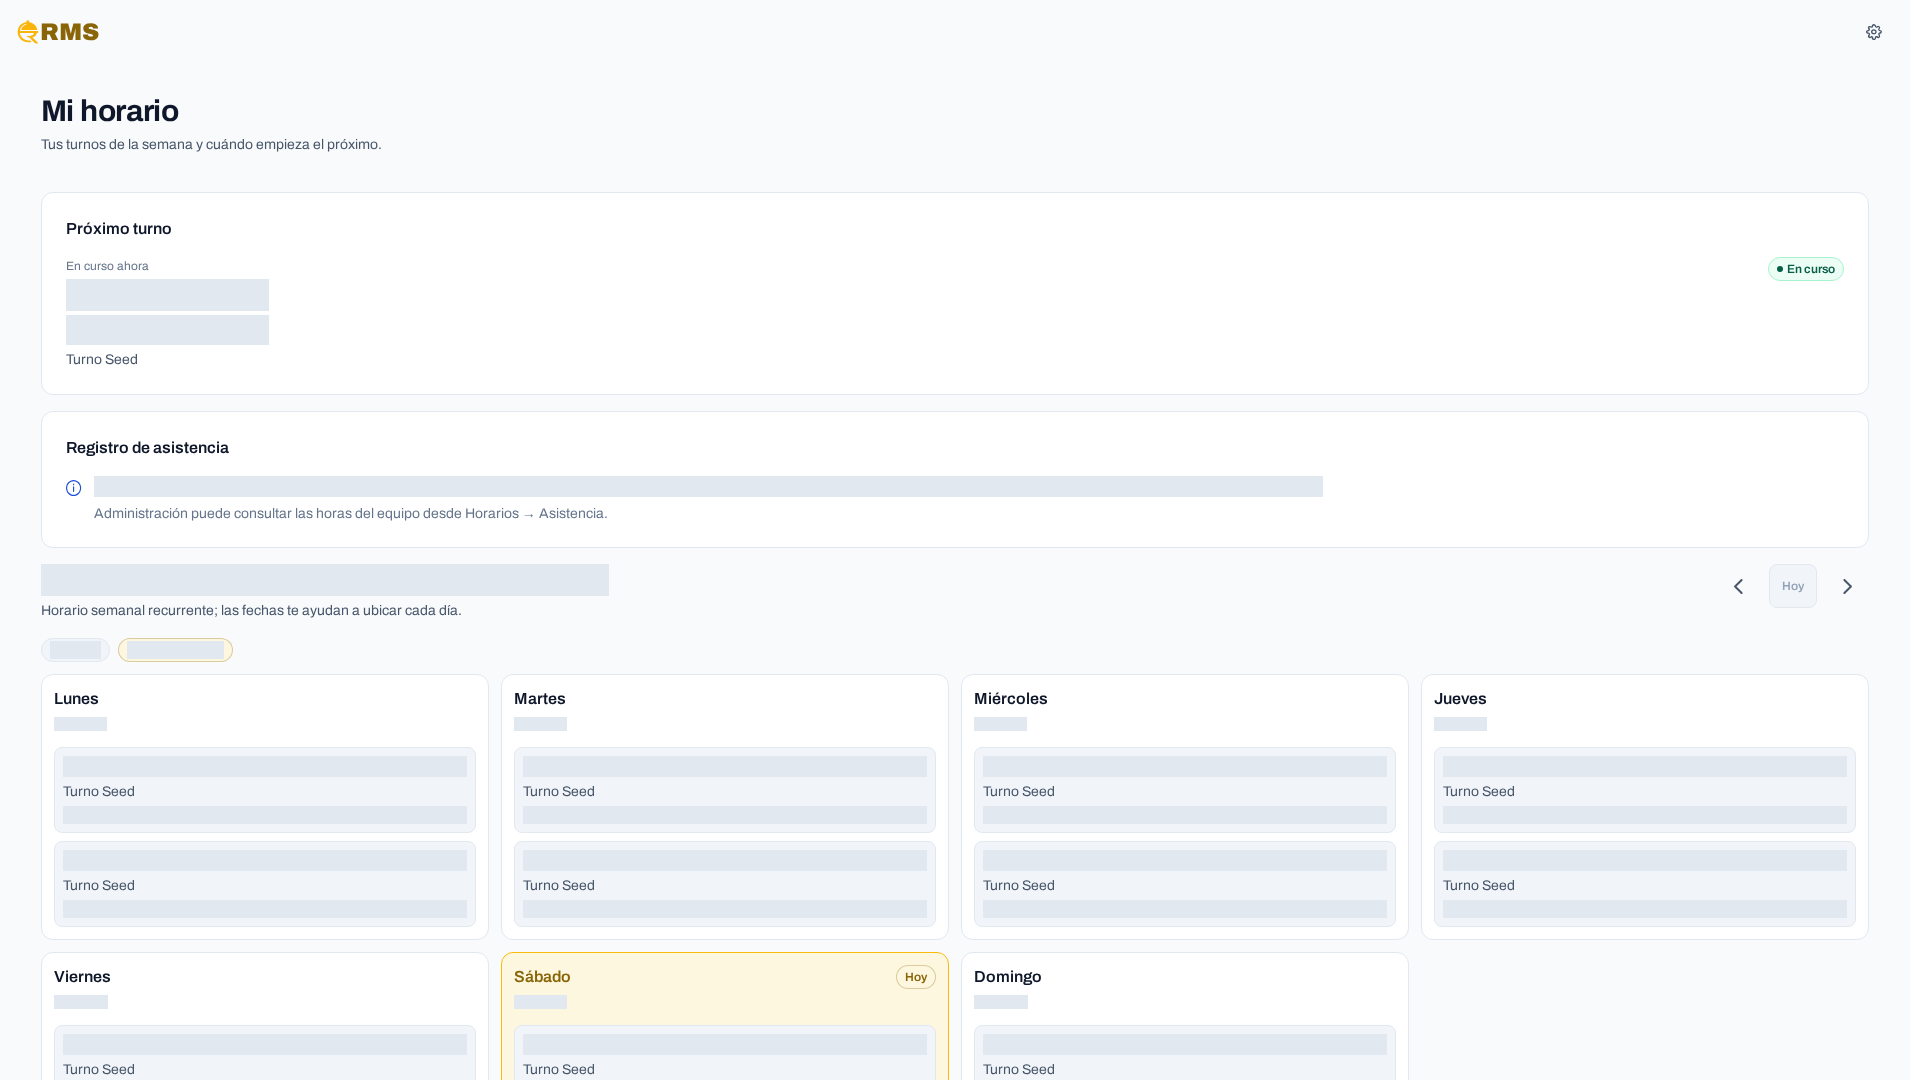 RMS
Mi horario
Tus turnos de la semana y cuándo empieza el próximo.
Próximo turno
En curso ahora
En curso
Turno Seed
Registro de asistencia
Administración puede consultar las horas del equipo desde Horarios → Asistencia.
Hoy
Horario semanal recurrente; las fechas te ayudan a ubicar cada día.
Lunes
Turno Seed
Turno Seed
Martes
Turno Seed
Turno Seed
Miércoles
Turno Seed
Turno Seed
Jueves
Turno Seed
Turno Seed
Viernes
Turno Seed
Sábado
Hoy
Turno Seed
Domingo
Turno Seed